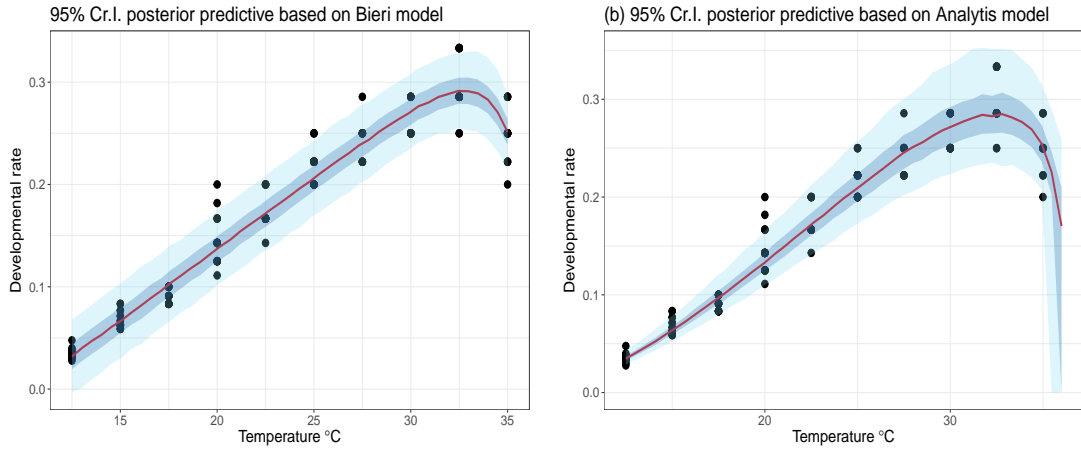 95% Cr.I. posterior predictive based on Bieri model
Developmental rate
0.3
0.2
0.1
0.0
15 20 25 30 35
Temperature °C
(b) 95% Cr.I. posterior predictive based on Analytis model
Developmental rate
0.3
0.2
0.1
0.0
20 30
Temperature °C